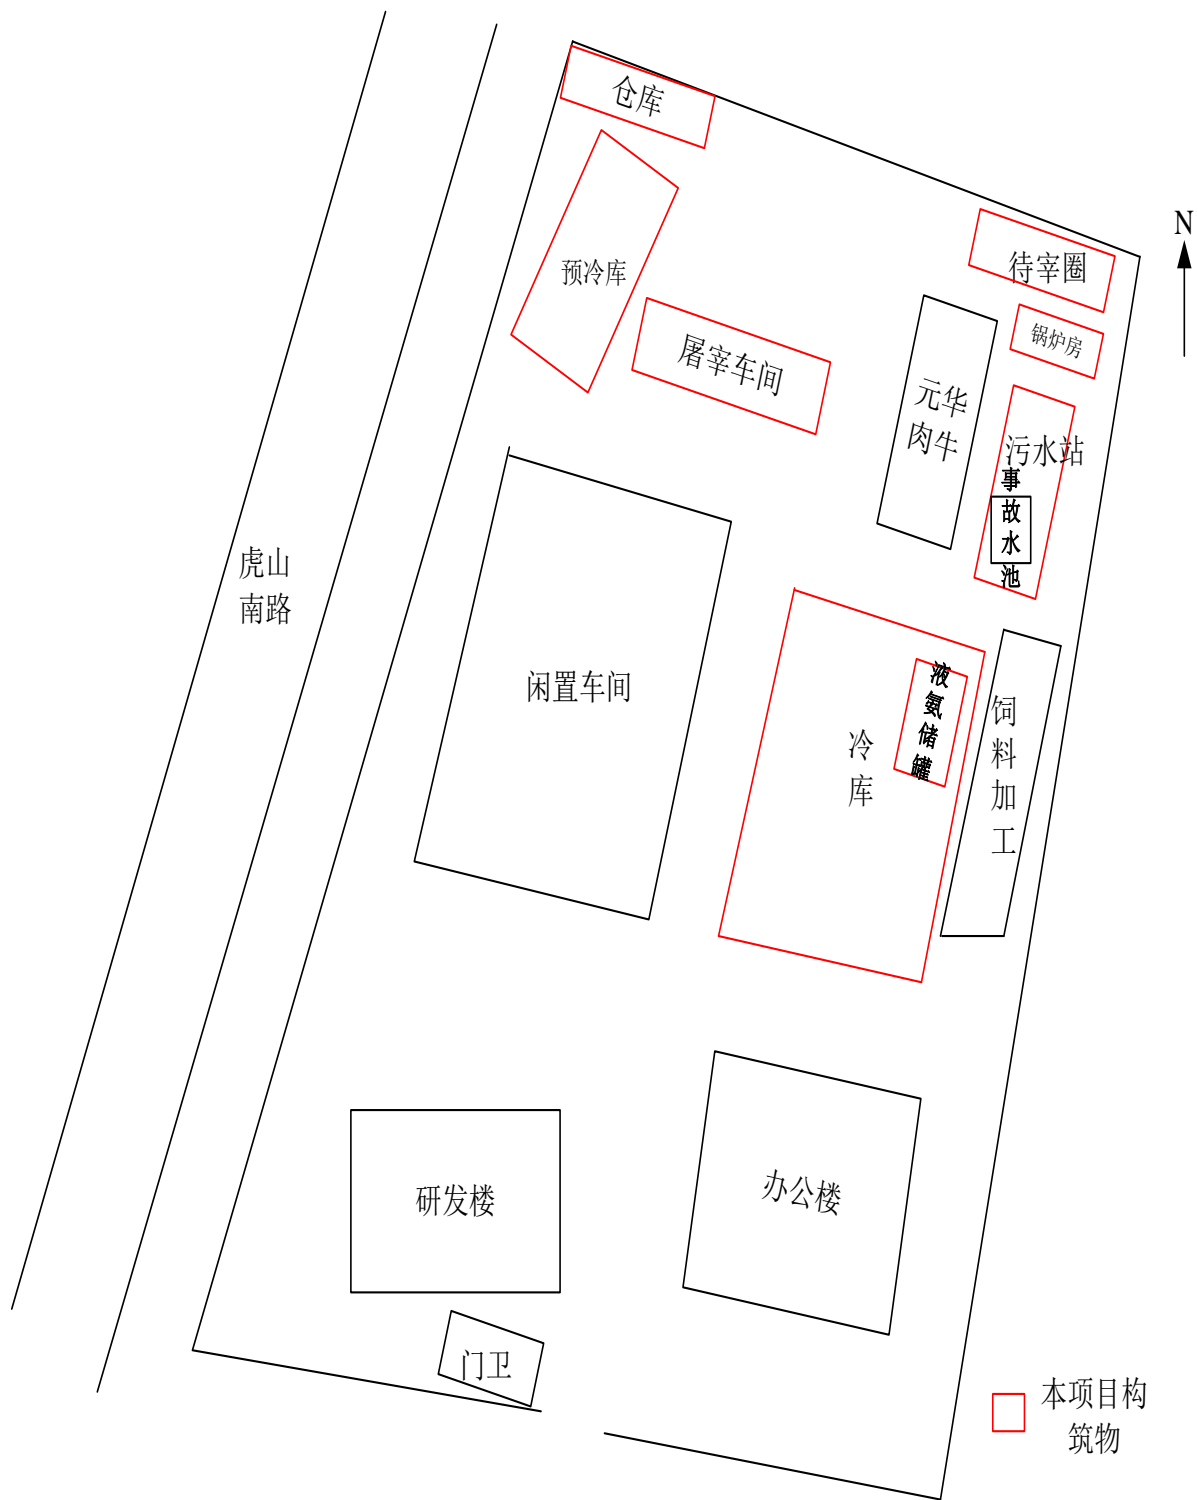 仓库
N
待宰圈
预冷库
锅炉房
屠宰车间
元华
肉牛
污水站
事
故
水
池
虎山
南路
闲置车间
液
氨
储
罐
冷
库
饲
料
加
工
研发楼
办公楼
门卫
本项目构
筑物